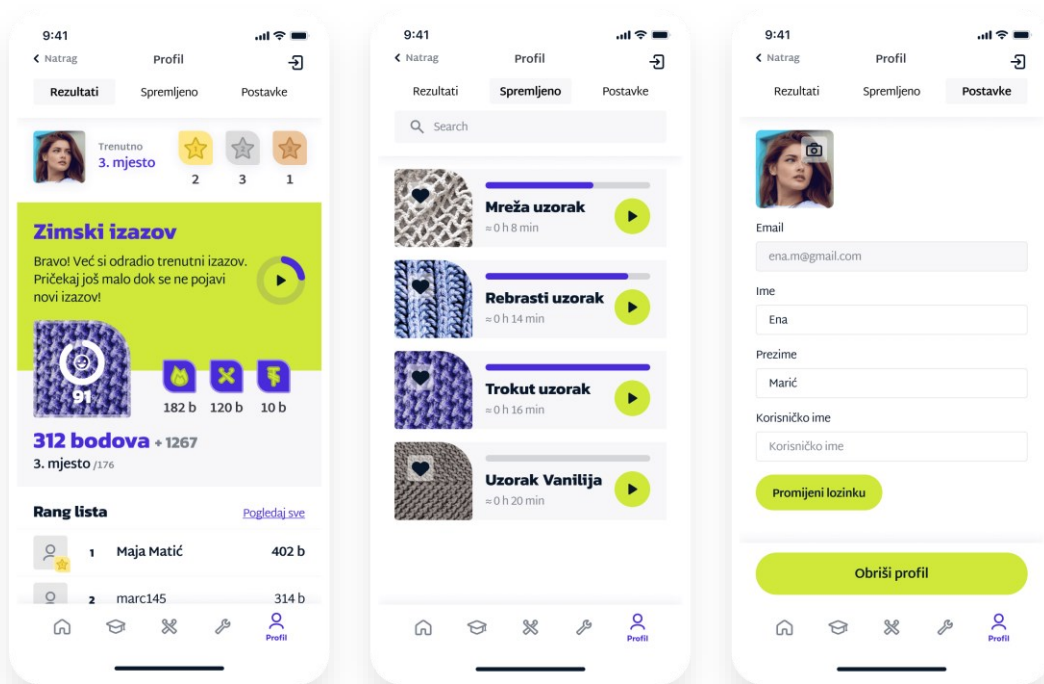 9:41
Natrag
Profil
Rezultati
Spremljeno
Postavke
Trenutno
3. mjesto
2
3
1
Zimski izazov
Bravo! Već si odradio trenutni izazov.
Pričekaj još malo dok se ne pojavi
novi izazov!
91
182 b
120 b
10 b
312 bodova + 1267
3. mjesto /176
Rang lista
Pogledaj sve
1 Maja Matić 402 b
2 marc145 314 b
Profil
9:41
Natrag
Profil
Rezultati
Spremljeno
Postavke
Search
Mreža uzorak
≈ 0 h 8 min
Rebrasti uzorak
≈ 0 h 14 min
Trokut uzorak
≈ 0 h 16 min
Uzorak Vanilija
≈ 0 h 20 min
Profil
9:41
Natrag
Profil
Rezultati
Spremljeno
Postavke
Email
ena.m@gmail.com
Ime
Ena
Prezime
Marić
Korisničko ime
Korisničko ime
Promijeni lozinku
Obriši profil
Profil